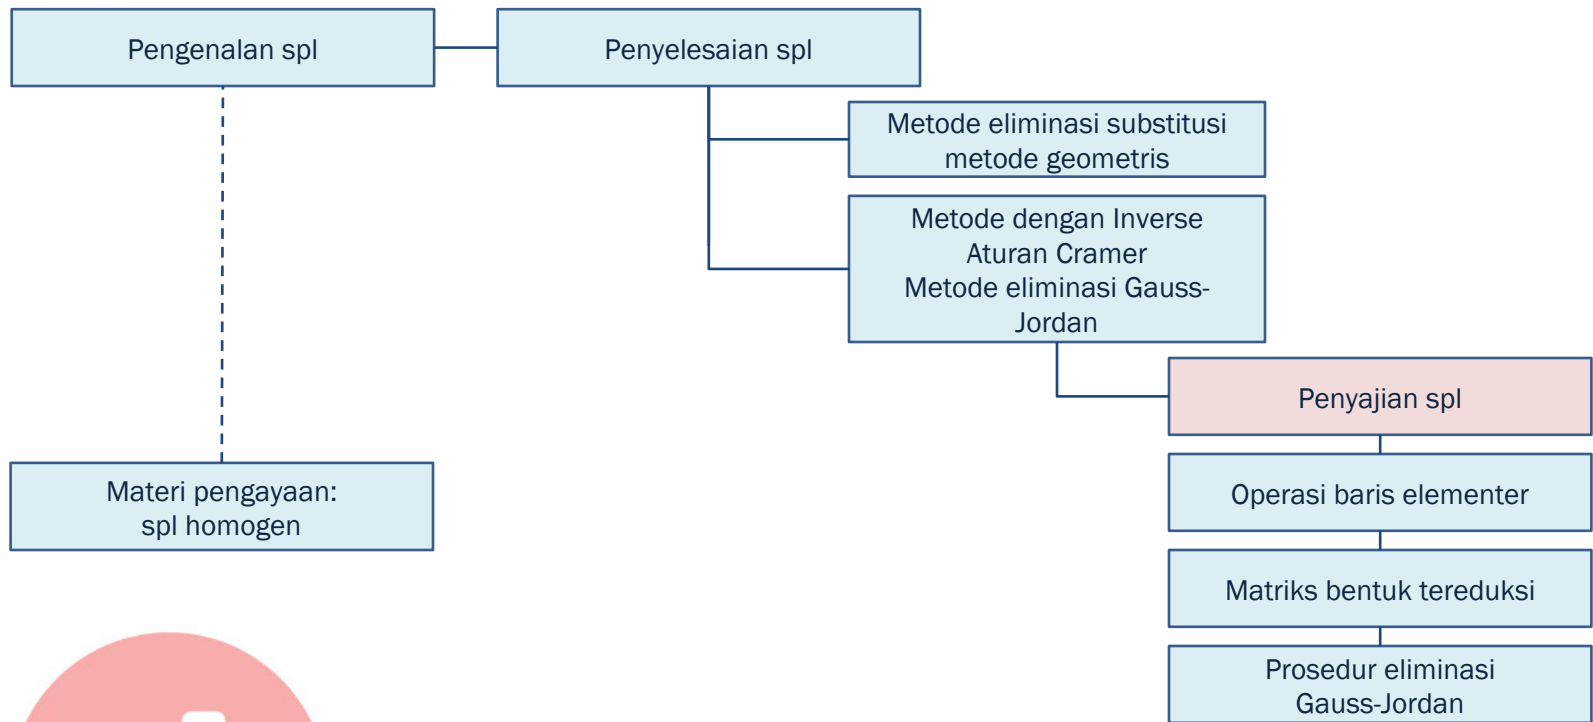 Pengenalan spl
Penyelesaian spl
Metode eliminasi substitusi
metode geometris
Metode dengan Inverse
Aturan Cramer
Metode eliminasi Gauss-
Jordan
Penyajian spl
Materi pengayaan:
spl homogen
Operasi baris elementer
Matriks bentuk tereduksi
Prosedur eliminasi
Gauss-Jordan